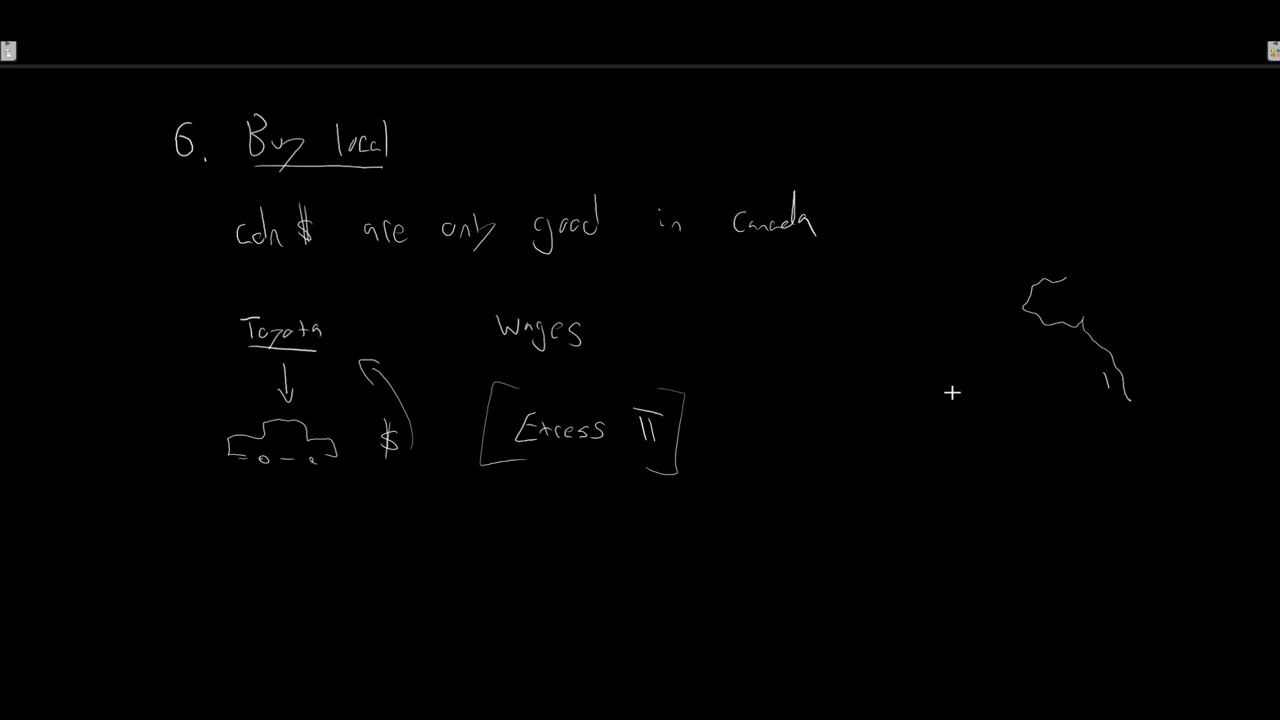 6. Buy local
cdn $ are only good in Canada
Toyota
Wages
$
Excess π